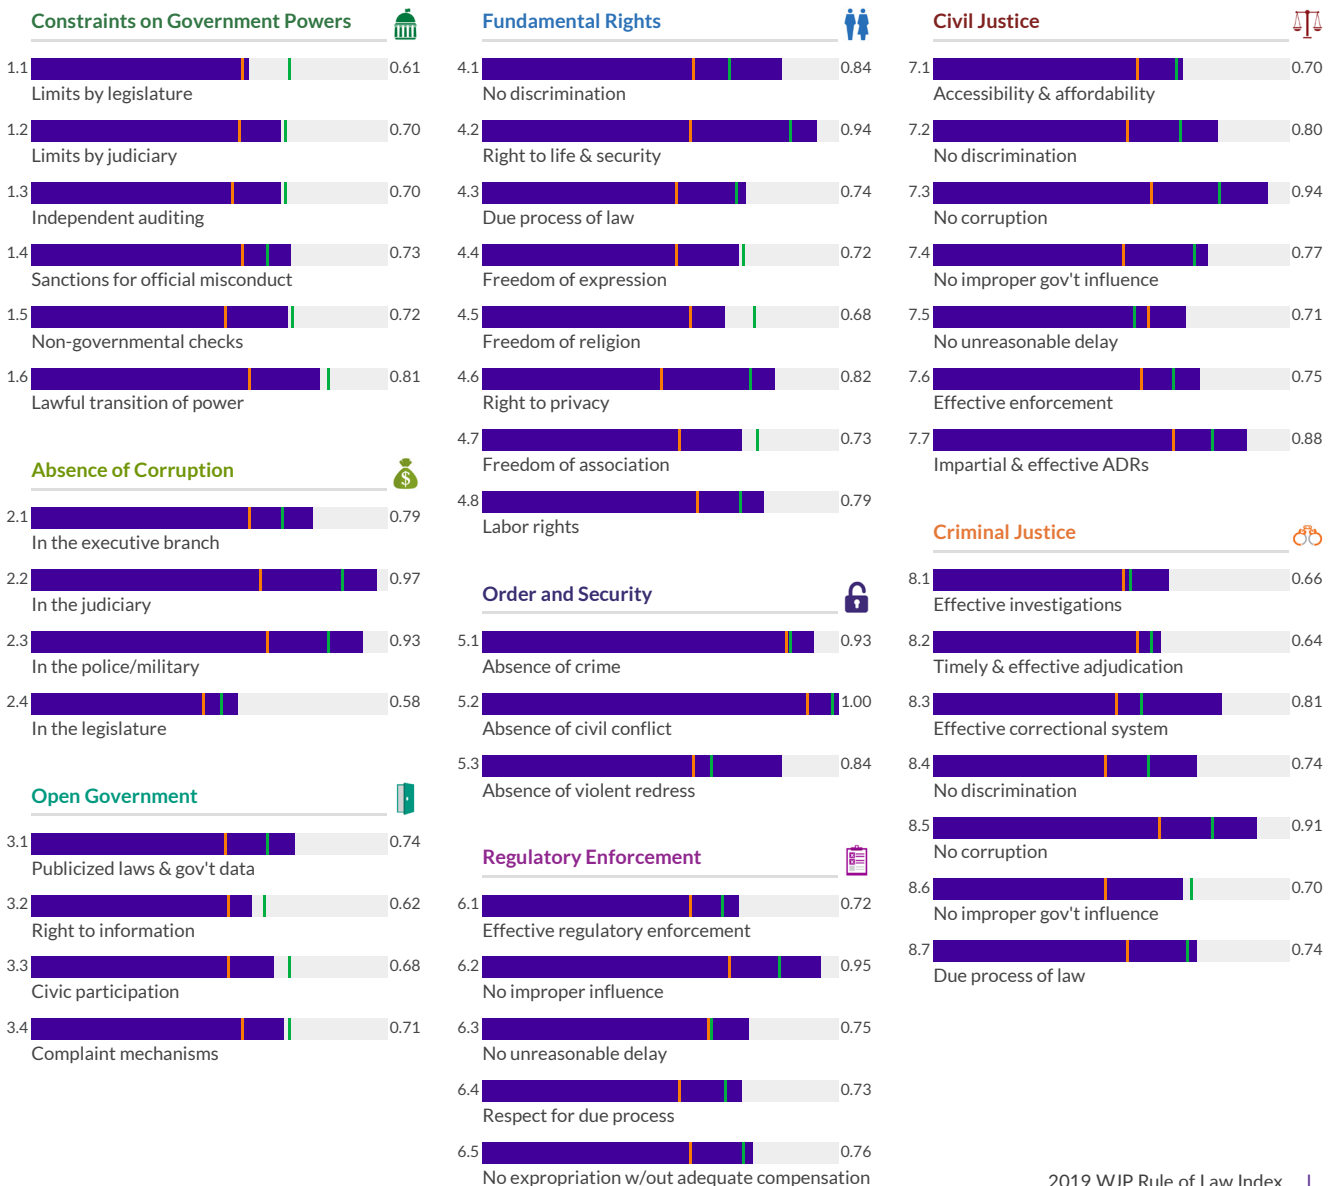 Constraints on Government Powers
1.1 0.61
Limits by legislature
1.2 0.70
Limits by judiciary
1.3 0.70
Independent auditing
1.4 0.73
Sanctions for official misconduct
1.5 0.72
Non-governmental checks
1.6 0.81
Lawful transition of power
Absence of Corruption
$
2.1 0.79
In the executive branch
2.2 0.97
In the judiciary
2.3 0.93
In the police/military
2.4 0.58
In the legislature
Open Government
3.1 0.74
Publicized laws & gov't data
3.2 0.62
Right to information
3.3 0.68
Civic participation
3.4 0.71
Complaint mechanisms
Fundamental Rights
4.1 0.84
No discrimination
4.2 0.94
Right to life & security
4.3 0.74
Due process of law
4.4 0.72
Freedom of expression
4.5 0.68
Freedom of religion
4.6 0.82
Right to privacy
4.7 0.73
Freedom of association
4.8 0.79
Labor rights
Order and Security
5.1 0.93
Absence of crime
5.2 1.00
Absence of civil conflict
5.3 0.84
Absence of violent redress
Regulatory Enforcement
6.1 0.72
Effective regulatory enforcement
6.2 0.95
No improper influence
6.3 0.75
No unreasonable delay
6.4 0.73
Respect for due process
6.5 0.76
No expropriation w/out adequate compensation
Civil Justice
7.1 0.70
Accessibility & affordability
7.2 0.80
No discrimination
7.3 0.94
No corruption
7.4 0.77
No improper gov't influence
7.5 0.71
No unreasonable delay
7.6 0.75
Effective enforcement
7.7 0.88
Impartial & effective ADRs
Criminal Justice
8.1 0.66
Effective investigations
8.2 0.64
Timely & effective adjudication
8.3 0.81
Effective correctional system
8.4 0.74
No discrimination
8.5 0.91
No corruption
8.6 0.70
No improper gov't influence
8.7 0.74
Due process of law
2019 WJP Rule of Law Index |